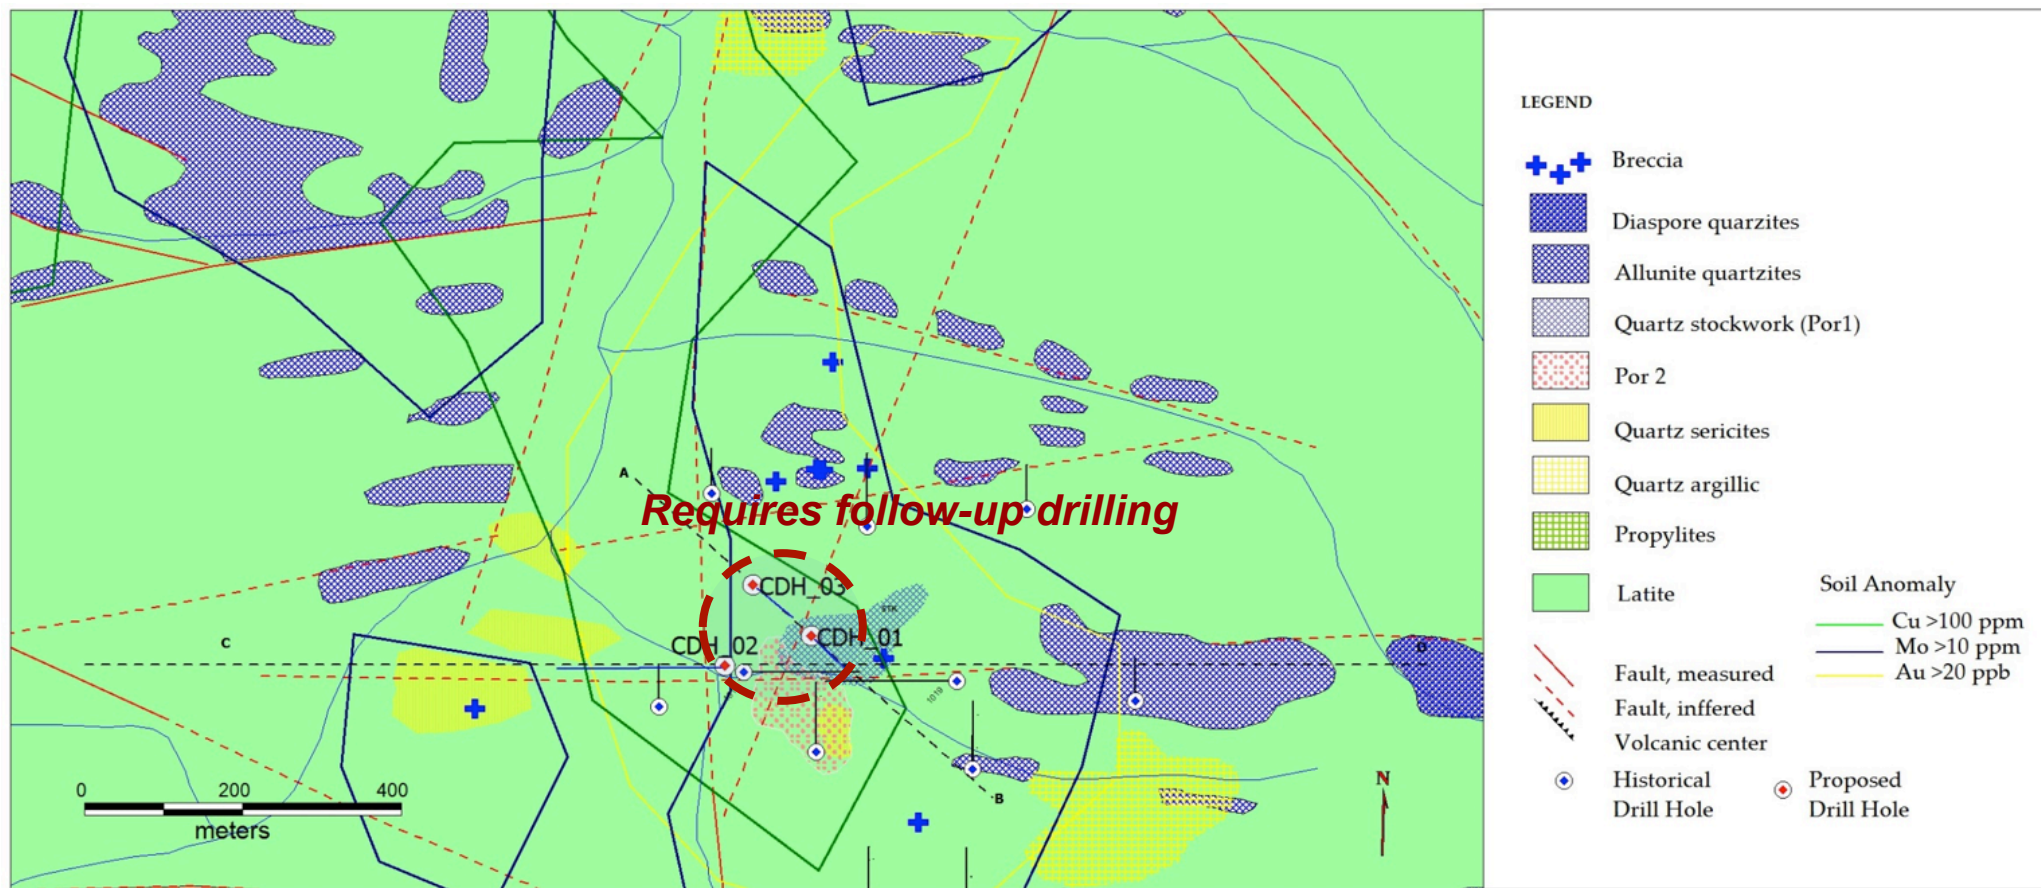 A
Requires follow-up drilling
CDH_03
STK
CDH_01
CDH_02
C
D
1019
B
0 200 400
meters
N
LEGEND
Breccia
Diaspore quarzites
Allunite quartzites
Quartz stockwork (Por1)
Por 2
Quartz sericites
Quartz argillic
Propylites
Latite
Soil Anomaly
Cu >100 ppm
Mo >10 ppm
Au >20 ppb
Fault, measured
Fault, inffered
Volcanic center
Historical
Drill Hole
Proposed
Drill Hole